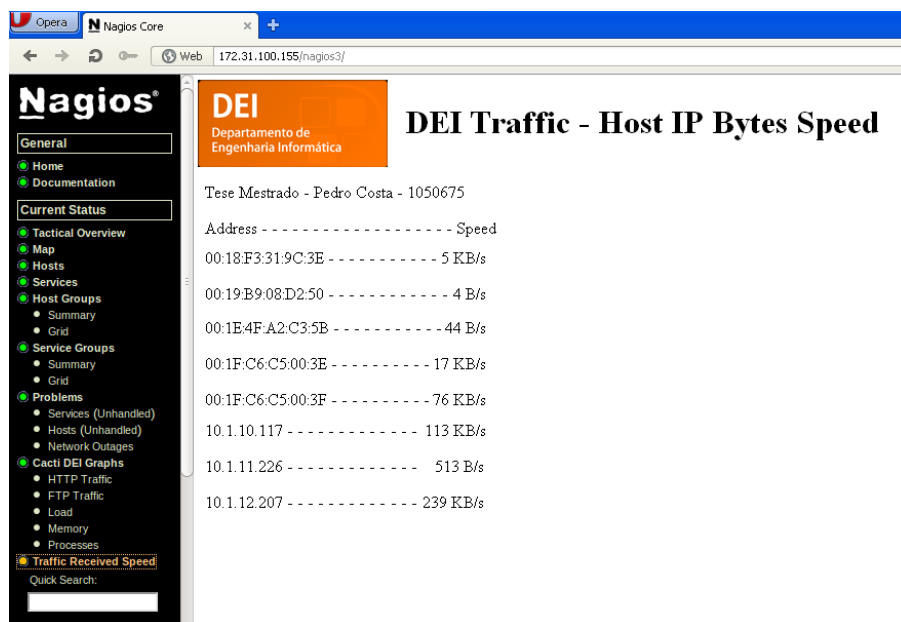 Opera
Nagios Core
Web 172.31.100.155/nagios3/
Nagios®
General
Home
Documentation
Current Status
Tactical Overview
Map
Hosts
Services
Host Groups
Summary
Grid
Service Groups
Summary
Grid
Problems
Services (Unhandled)
Hosts (Unhandled)
Network Outages
Cacti DEI Graphs
HTTP Traffic
FTP Traffic
Load
Memory
Processes
Traffic Received Speed
Quick Search:
DEI
Departamento de
Engenharia Informática
DEI Traffic - Host IP Bytes Speed
Tese Mestrado - Pedro Costa - 1050675
Address - - - - - - - - - - - - - - - - - - - Speed
00:18:F3:31:9C:3E - - - - - - - - - - - 5 KB/s
00:19:B9:08:D2:50 - - - - - - - - - - - - 4 B/s
00:1E:4F:A2:C3:5B - - - - - - - - - - - 44 B/s
00:1F:C6:C5:00:3E - - - - - - - - - - 17 KB/s
00:1F:C6:C5:00:3F - - - - - - - - - - 76 KB/s
10.1.10.117 - - - - - - - - - - - - - 113 KB/s
10.1.11.226 - - - - - - - - - - - - - 513 B/s
10.1.12.207 - - - - - - - - - - - - - 239 KB/s